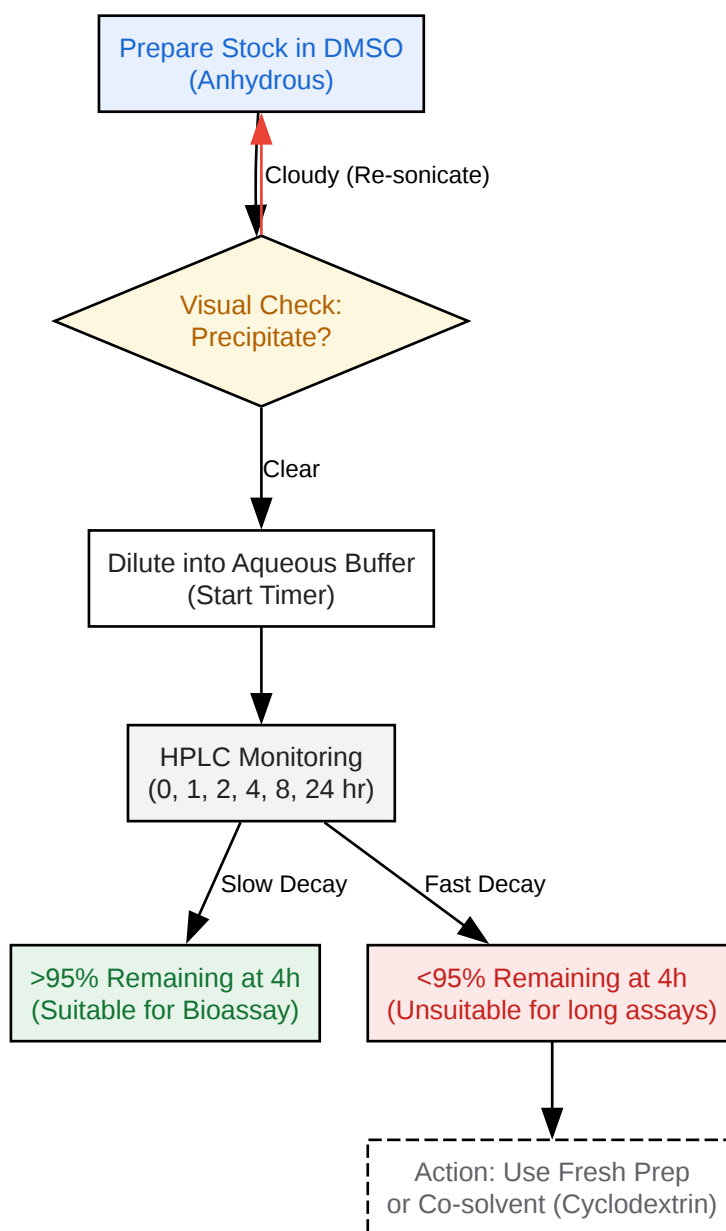 Prepare Stock in DMSO
(Anhydrous)
Cloudy (Re-sonicate)
Visual Check:
Precipitate?
Clear
Dilute into Aqueous Buffer
(Start Timer)
HPLC Monitoring
(0, 1, 2, 4, 8, 24 hr)
Slow Decay
Fast Decay
>95% Remaining at 4h
(Suitable for Bioassay)
<95% Remaining at 4h
(Unsuitable for long assays)
Action: Use Fresh Prep
or Co-solvent (Cyclodextrin)